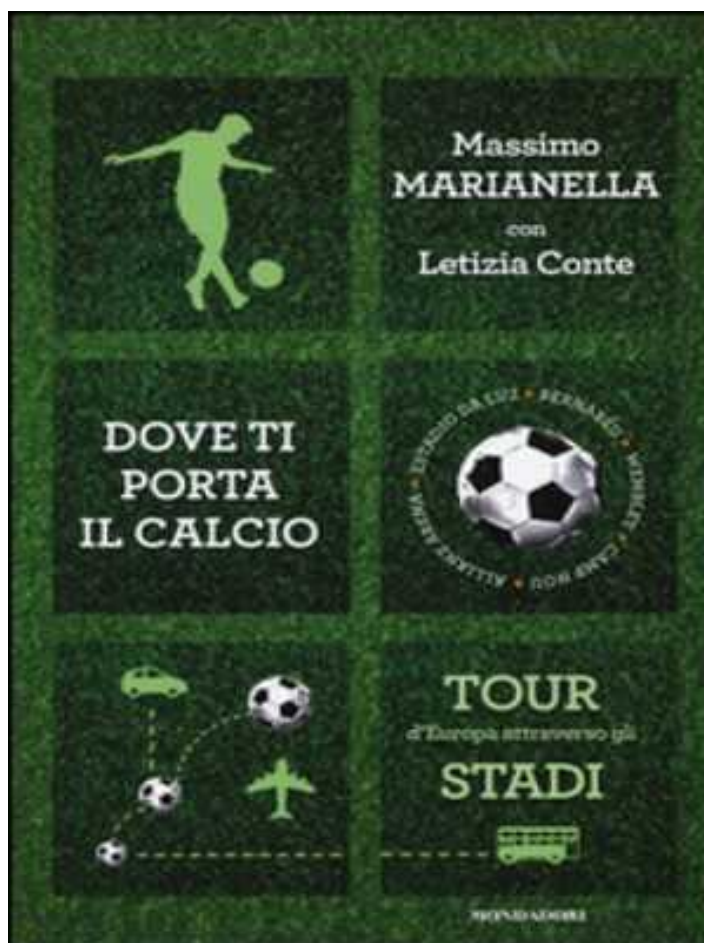 Massimo
MARIANELLA
con
Letizia Conte
DOVE TI
PORTA
IL CALCIO
ESTADIO DA LUZ • BERNABEU • WEMBLEY • CAMP NOU • ALLIANZ ARENA •
TOUR
d'Europa attraverso gli
STADI
MONDADORI